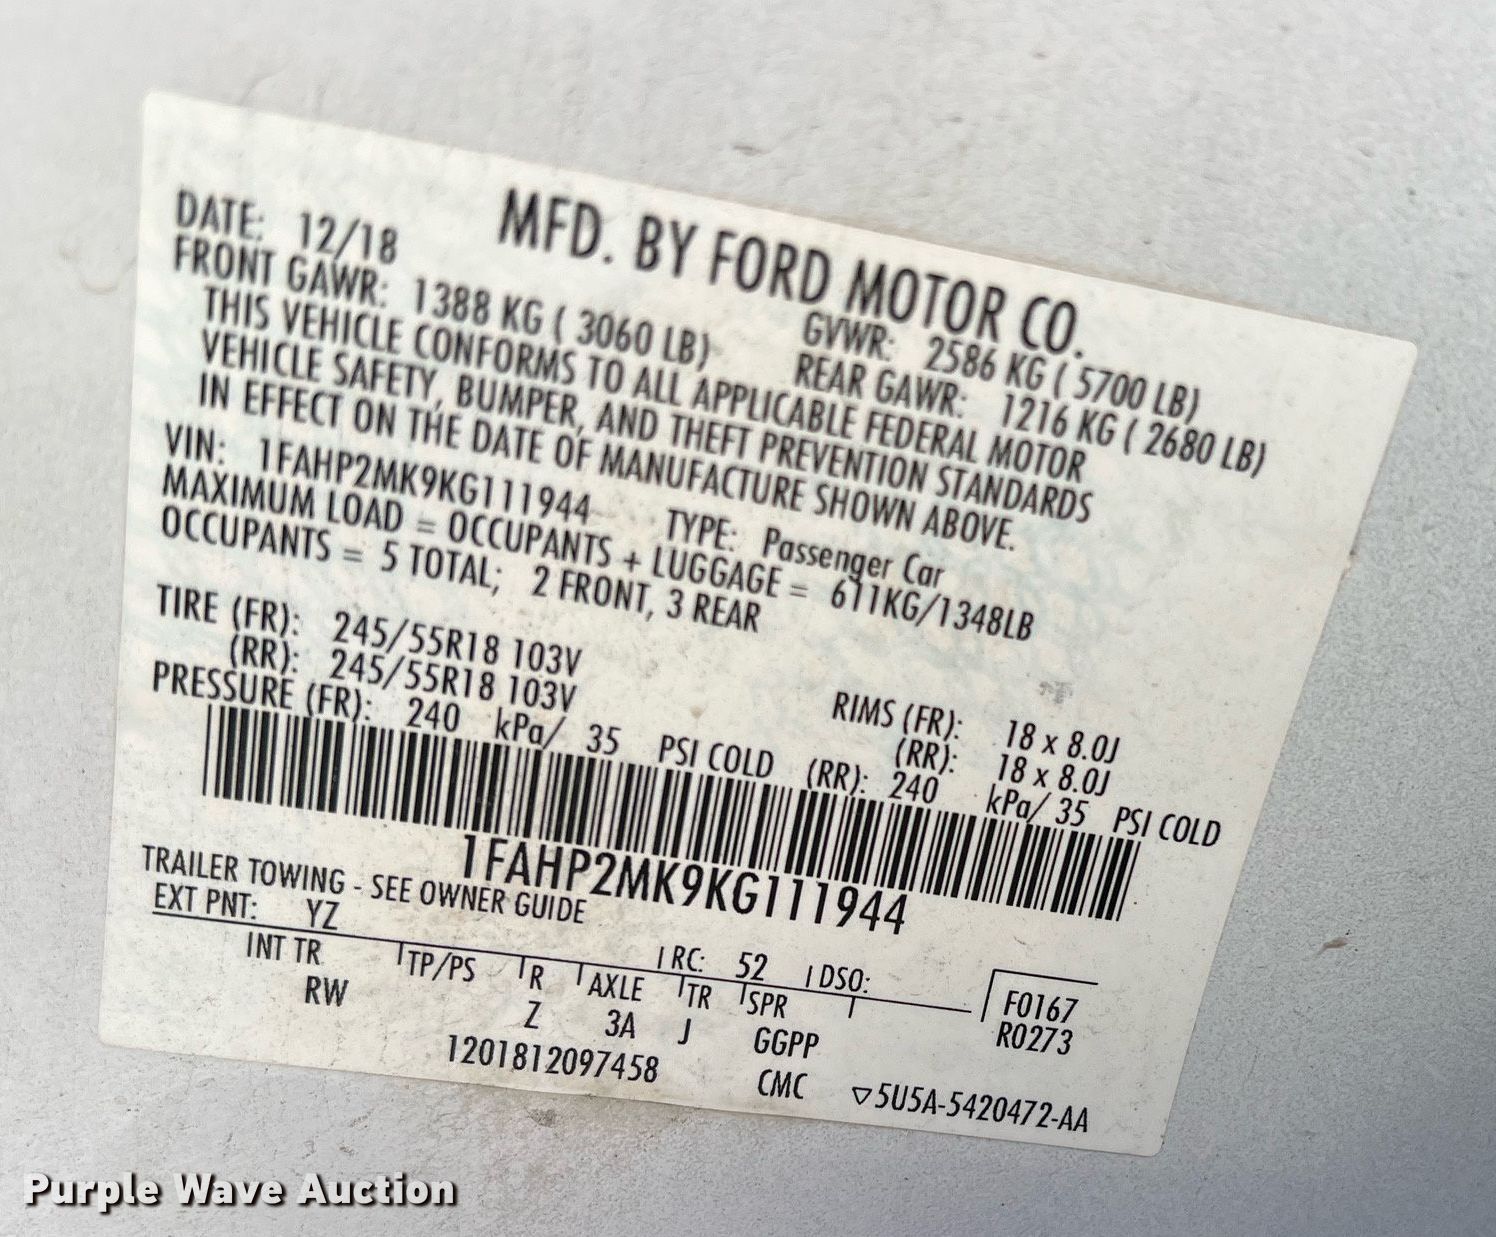 MFD. BY FORD MOTOR CO.
DATE: 12/18 GVWR: 2586 KG ( 5700 LB)
FRONT GAWR: 1388 KG ( 3060 LB) REAR GAWR: 1216 KG ( 2680 LB)
THIS VEHICLE CONFORMS TO ALL APPLICABLE FEDERAL MOTOR
VEHICLE SAFETY, BUMPER, AND THEFT PREVENTION STANDARDS
IN EFFECT ON THE DATE OF MANUFACTURE SHOWN ABOVE.
VIN: 1FAHP2MK9KG111944 TYPE: Passenger Car
MAXIMUM LOAD = OCCUPANTS + LUGGAGE = 611KG/1348LB
OCCUPANTS = 5 TOTAL; 2 FRONT, 3 REAR
TIRE (FR): 245/55R18 103V RIMS (FR): 18 x 8.0J
(RR): 245/55R18 103V (RR): 18 x 8.0J
PRESSURE (FR): 240 kPa/ 35 PSI COLD (RR): 240 kPa/ 35 PSI COLD
1FAHP2MK9KG111944
TRAILER TOWING - SEE OWNER GUIDE
EXT PNT: YZ RC: 52 DSO: F0167
INT TR TP/PS R AXLE TR SPR R0273
RW Z 3A J GGPP
1201812097458 CMC ▽5U5A-5420472-AA
Purple Wave Auction